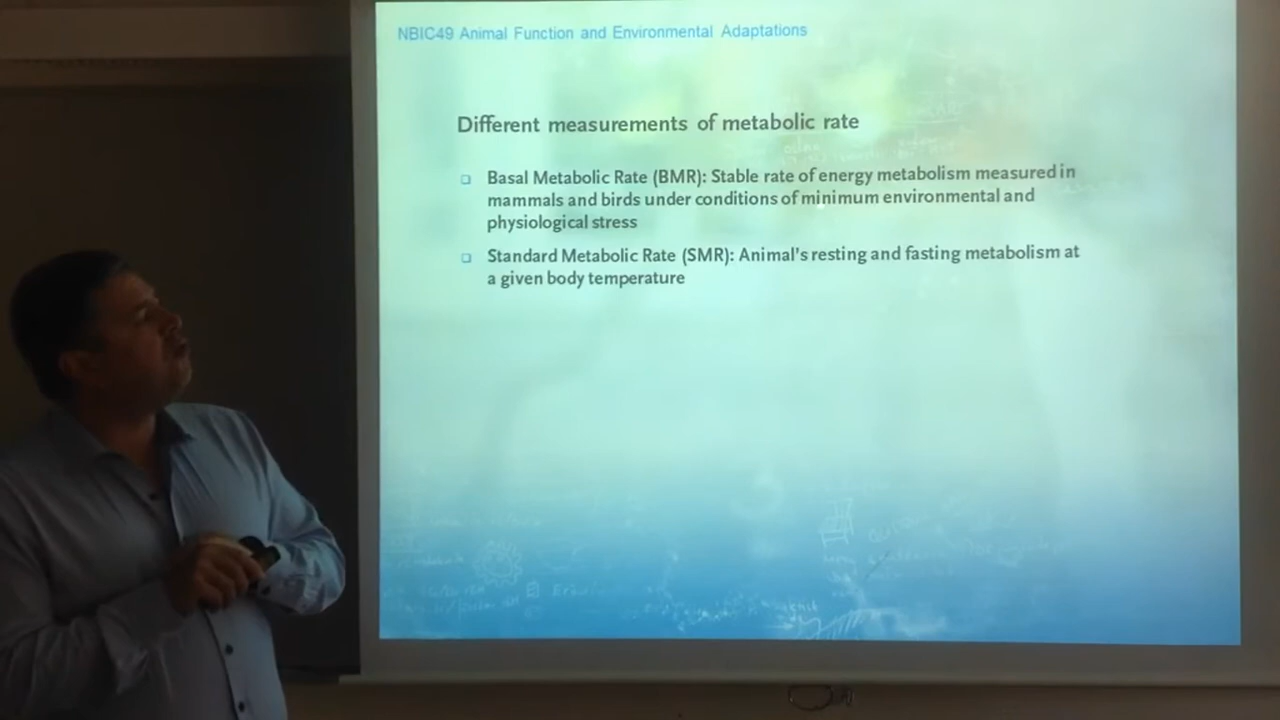 NBIC49 Animal Function and Environmental Adaptations
Different measurements of metabolic rate
Basal Metabolic Rate (BMR): Stable rate of energy metabolism measured in
mammals and birds under conditions of minimum environmental and
physiological stress
Standard Metabolic Rate (SMR): Animal's resting and fasting metabolism at
a given body temperature